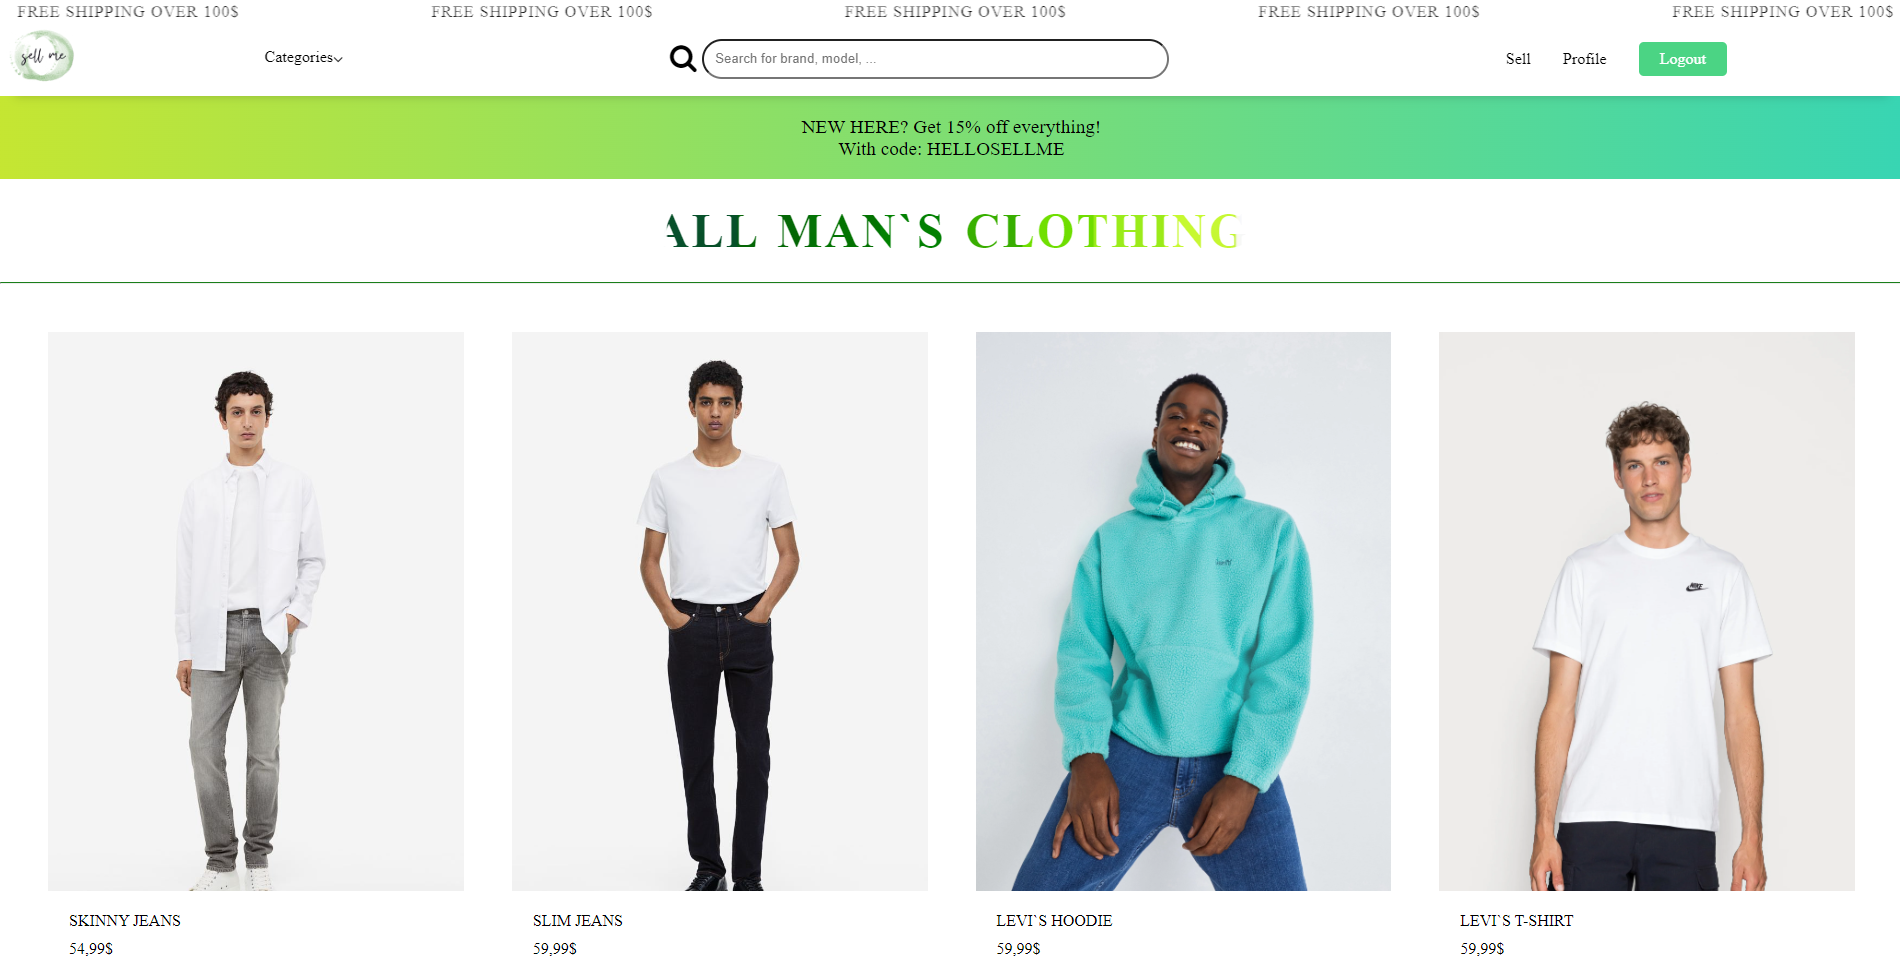 FREE SHIPPING OVER 100$ FREE SHIPPING OVER 100$ FREE SHIPPING OVER 100$ FREE SHIPPING OVER 100$ FREE SHIPPING OVER 100$
sell me
Categories
Search for brand, model, ...
Sell
Profile
Logout
NEW HERE? Get 15% off everything!
With code: HELLOSELLME
ALL MAN`S CLOTHING
Levi's
NIKE
SKINNY JEANS
54,99$
SLIM JEANS
59,99$
LEVI`S HOODIE
59,99$
LEVI`S T-SHIRT
59,99$